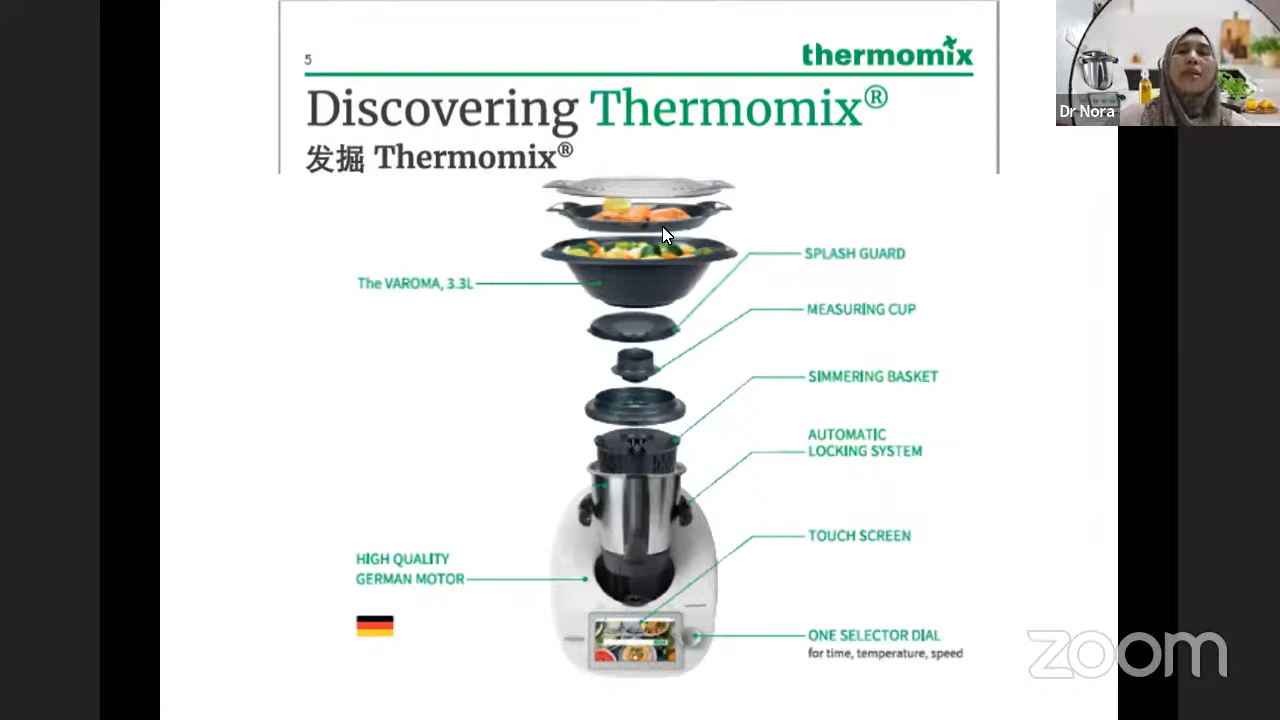 5
thermomix
Discovering Thermomix®
发掘 Thermomix®
SPLASH GUARD
The VAROMA, 3.3L
MEASURING CUP
SIMMERING BASKET
AUTOMATIC
LOCKING SYSTEM
TOUCH SCREEN
HIGH QUALITY
GERMAN MOTOR
ONE SELECTOR DIAL
for time, temperature, speed
Dr Nora
zoom